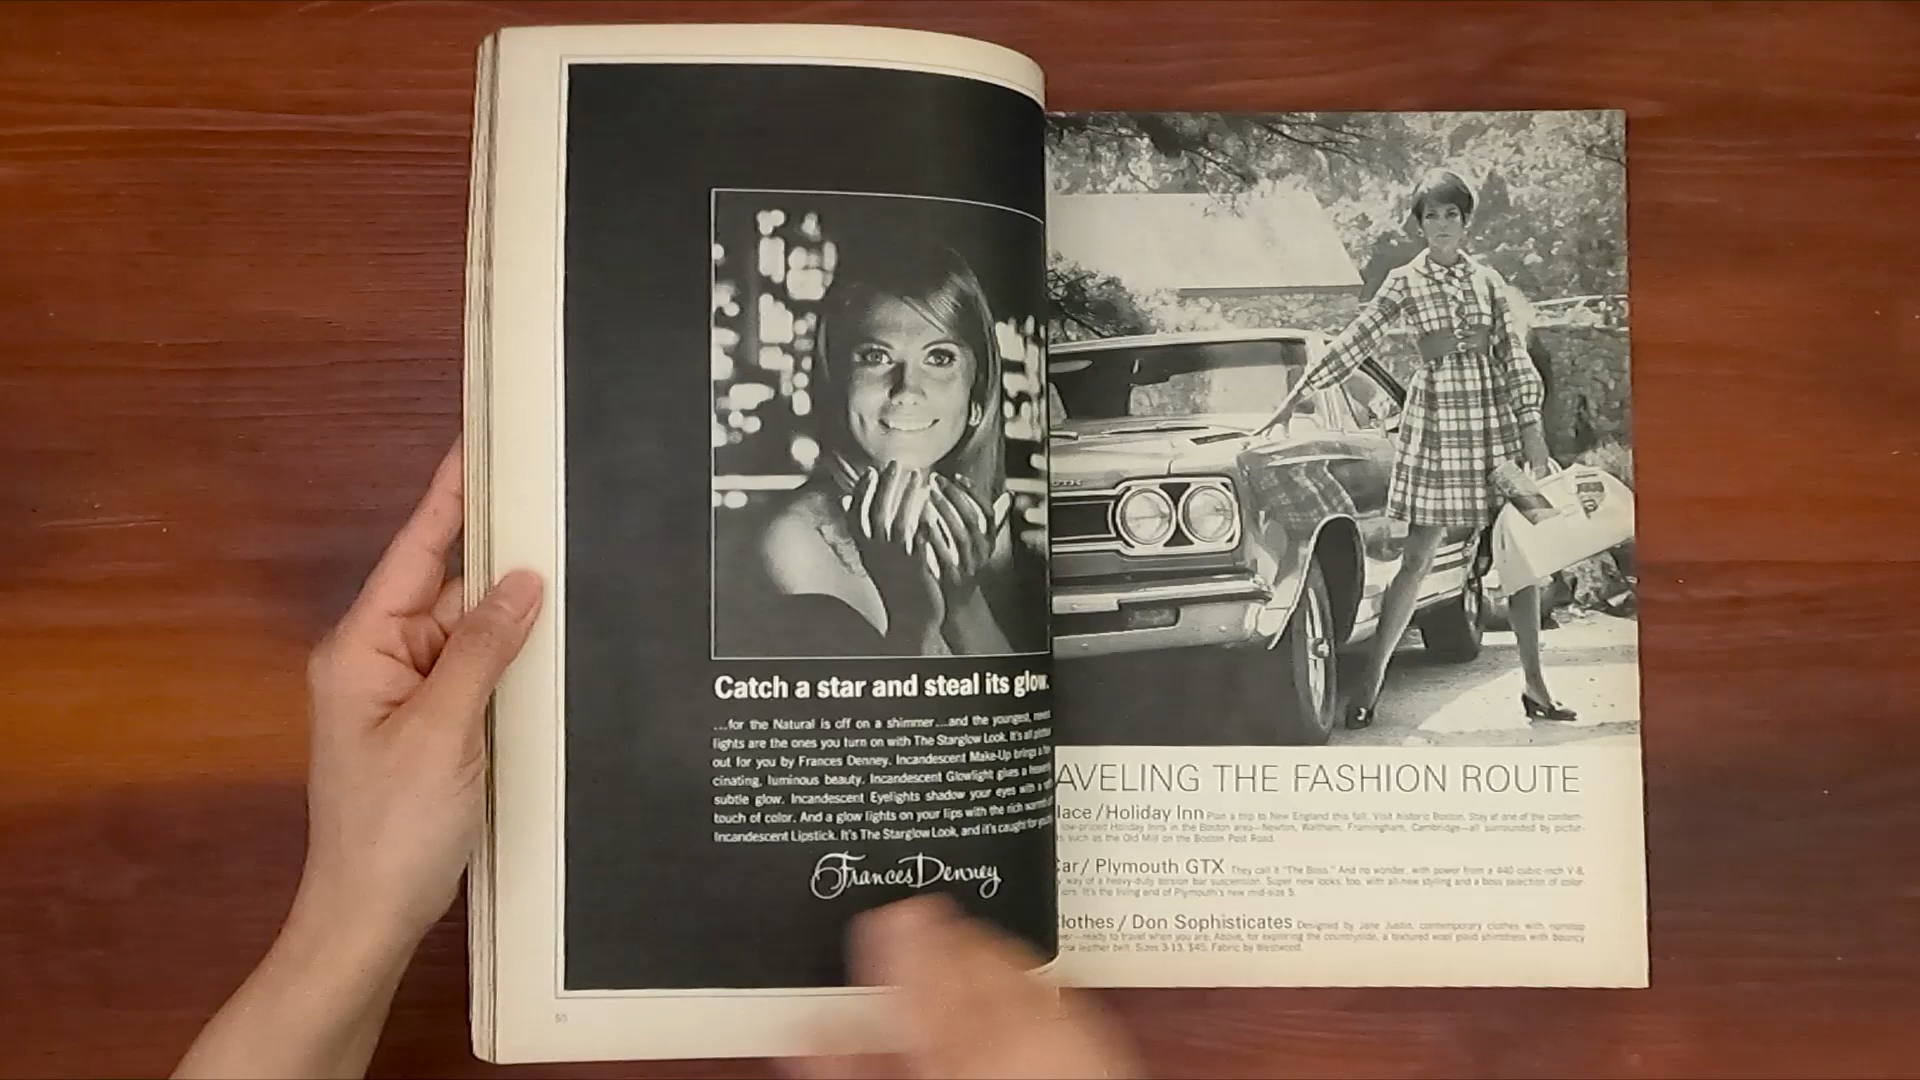 Catch a star and steal its glow.
...for the Natural is off on a shimmer...and the youngest,
lights are the ones you turn on with The Starglow Look. It's all
out for you by Frances Denney. Incandescent Make-Up brings a
cinating, luminous beauty. Incandescent Glowlight gives a
subtle glow. Incandescent Eyelights shadow your eyes with a
touch of color. And a glow lights on your lips with the rich
Incandescent Lipstick. It's The Starglow Look, and it's caught for
Frances Denney
50
AVELING THE FASHION ROUTE
lace/Holiday Inn Plan a trip to New England this fall. Visit historic Boston. Stay at one of the
low-priced Holiday Inns in the Boston area—Newton, Waltham, Framingham, Cambridge—all surrounded by pictur-
such as the Old Mill on the Boston Post Road.
ar/ Plymouth GTX They call it "The Boss." And no wonder, with power from a 440 cubic-inch V-8,
way of a heavy-duty torsion bar suspension. Super new looks, too, with all-new styling and a boss selection of color
It's the living end of Plymouth's new mid-size 5.
lothes/ Don Sophisticates Designed by Jane Justin, contemporary clothes with nonstop
ready to travel when you are. Above, for exploring the countryside, a textured wool plaid shirtdress with bouncy
leather belt. Sizes 3-13. $45. Fabric by Westwood.